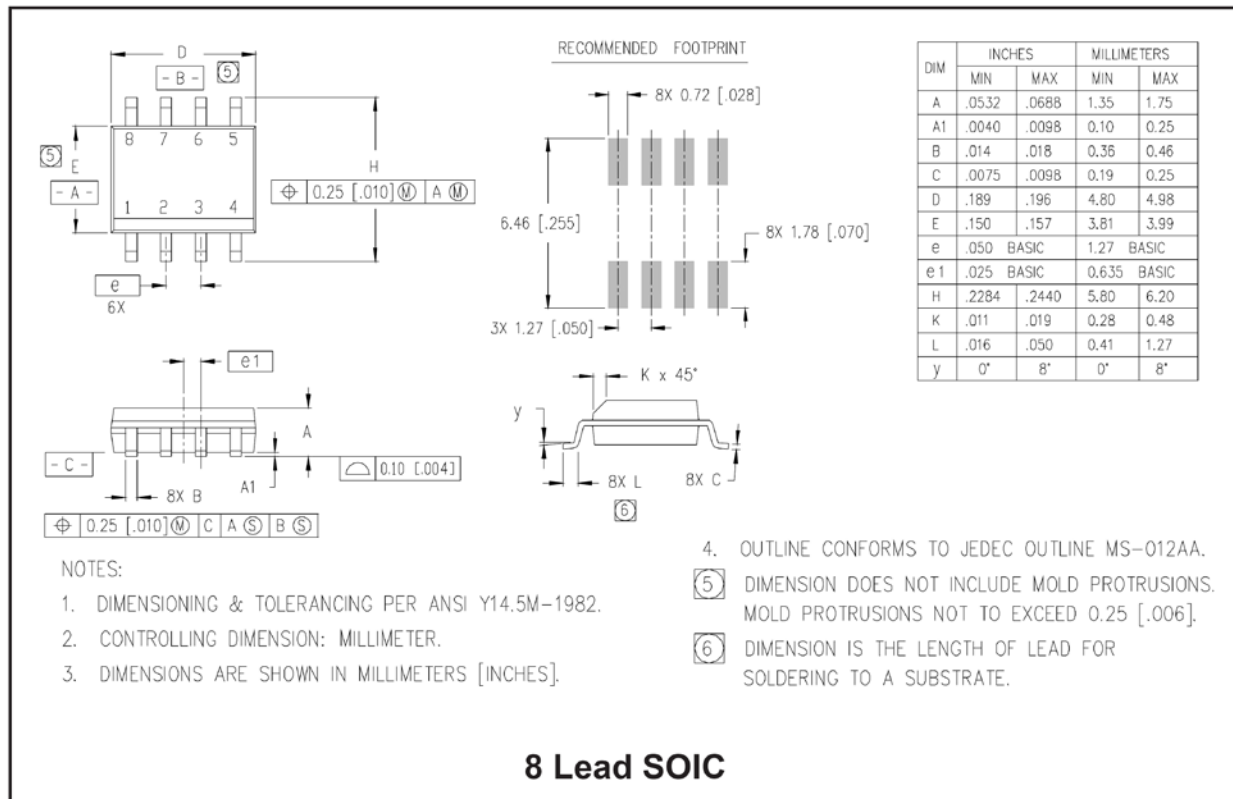 D
- B -
5
8 7 6 5
5
E
H
- A -
⌖ 0.25 [.010] Ⓜ A Ⓜ
1 2 3 4
e
6X
RECOMMENDED FOOTPRINT
8X 0.72 [.028]
6.46 [.255]
8X 1.78 [.070]
3X 1.27 [.050]
DIM INCHES MILLIMETERS
MIN MAX MIN MAX
A .0532 .0688 1.35 1.75
A1 .0040 .0098 0.10 0.25
B .014 .018 0.36 0.46
C .0075 .0098 0.19 0.25
D .189 .196 4.80 4.98
E .150 .157 3.81 3.99
e .050 BASIC 1.27 BASIC
e1 .025 BASIC 0.635 BASIC
H .2284 .2440 5.80 6.20
K .011 .019 0.28 0.48
L .016 .050 0.41 1.27
y 0° 8° 0° 8°
e1
A
- C -
8X B
A1
⌓ 0.10 [.004]
⌖ 0.25 [.010] Ⓜ C A Ⓢ B Ⓢ
K x 45°
y
8X L
8X C
6
NOTES:
1. DIMENSIONING & TOLERANCING PER ANSI Y14.5M-1982.
2. CONTROLLING DIMENSION: MILLIMETER.
3. DIMENSIONS ARE SHOWN IN MILLIMETERS [INCHES].
4. OUTLINE CONFORMS TO JEDEC OUTLINE MS-012AA.
5 DIMENSION DOES NOT INCLUDE MOLD PROTRUSIONS.
MOLD PROTRUSIONS NOT TO EXCEED 0.25 [.006].
6 DIMENSION IS THE LENGTH OF LEAD FOR
SOLDERING TO A SUBSTRATE.
8 Lead SOIC